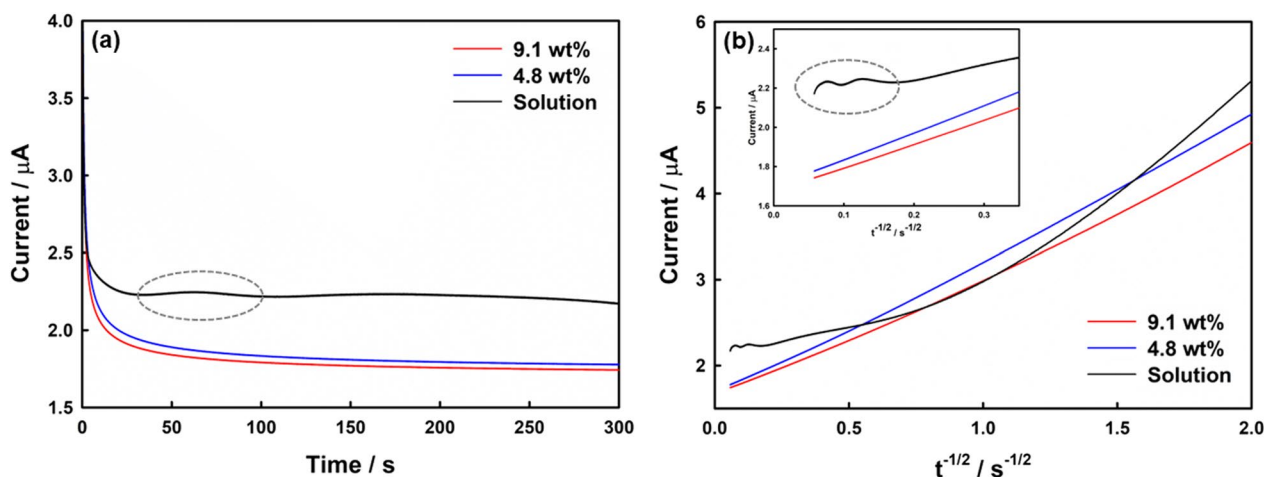 (a)
9.1 wt%
4.8 wt%
Solution
4.0
3.5
3.0
2.5
2.0
1.5
0
50
100
150
200
250
300
Current / μA
Time / s
(b)
9.1 wt%
4.8 wt%
Solution
6
5
4
3
2
0.0
0.5
1.0
1.5
2.0
Current / μA
t^-1/2 / s^-1/2
2.6
2.4
2.2
2.0
1.8
1.6
0.0
0.1
0.2
0.3
Current / μA
t^-1/2 / s^-1/2